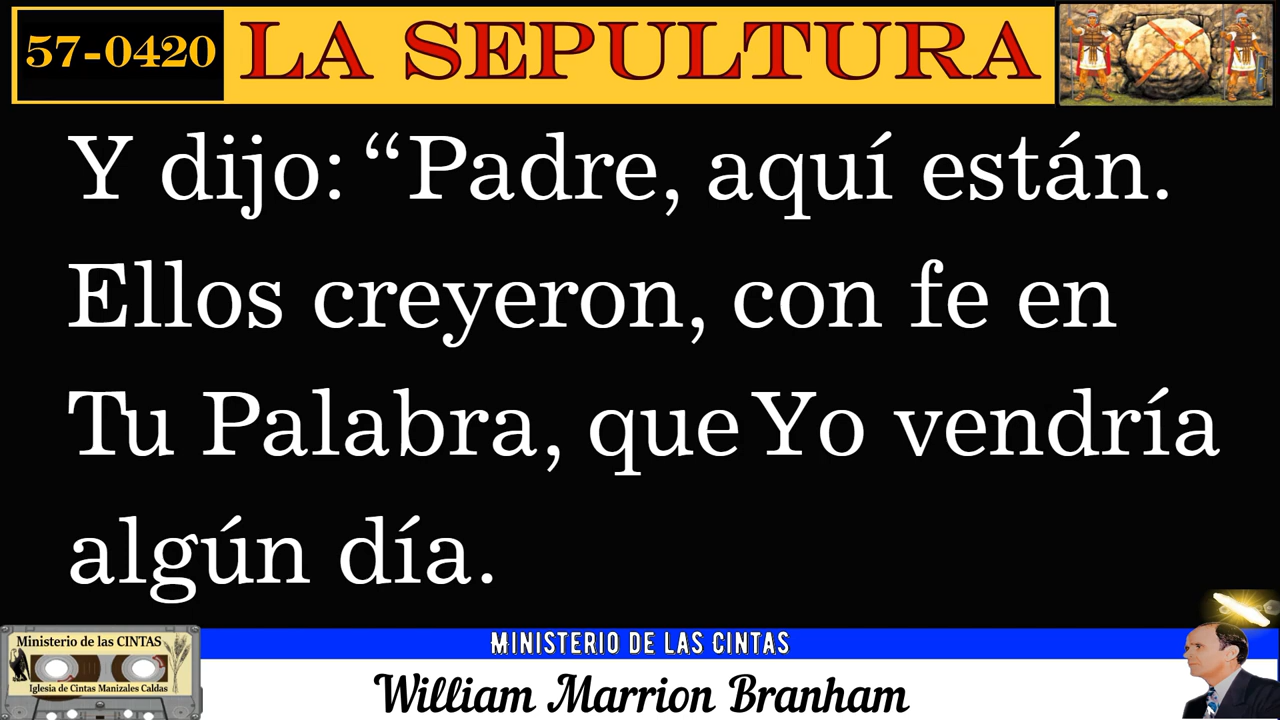 57-0420 LA SEPULTURA
Y dijo: “Padre, aquí están.
Ellos creyeron, con fe en
Tu Palabra, que Yo vendría
algún día.
Ministerio de las CINTAS
Iglesia de Cintas Manizales Caldas
MINISTERIO DE LAS CINTAS
William Marrion Branham